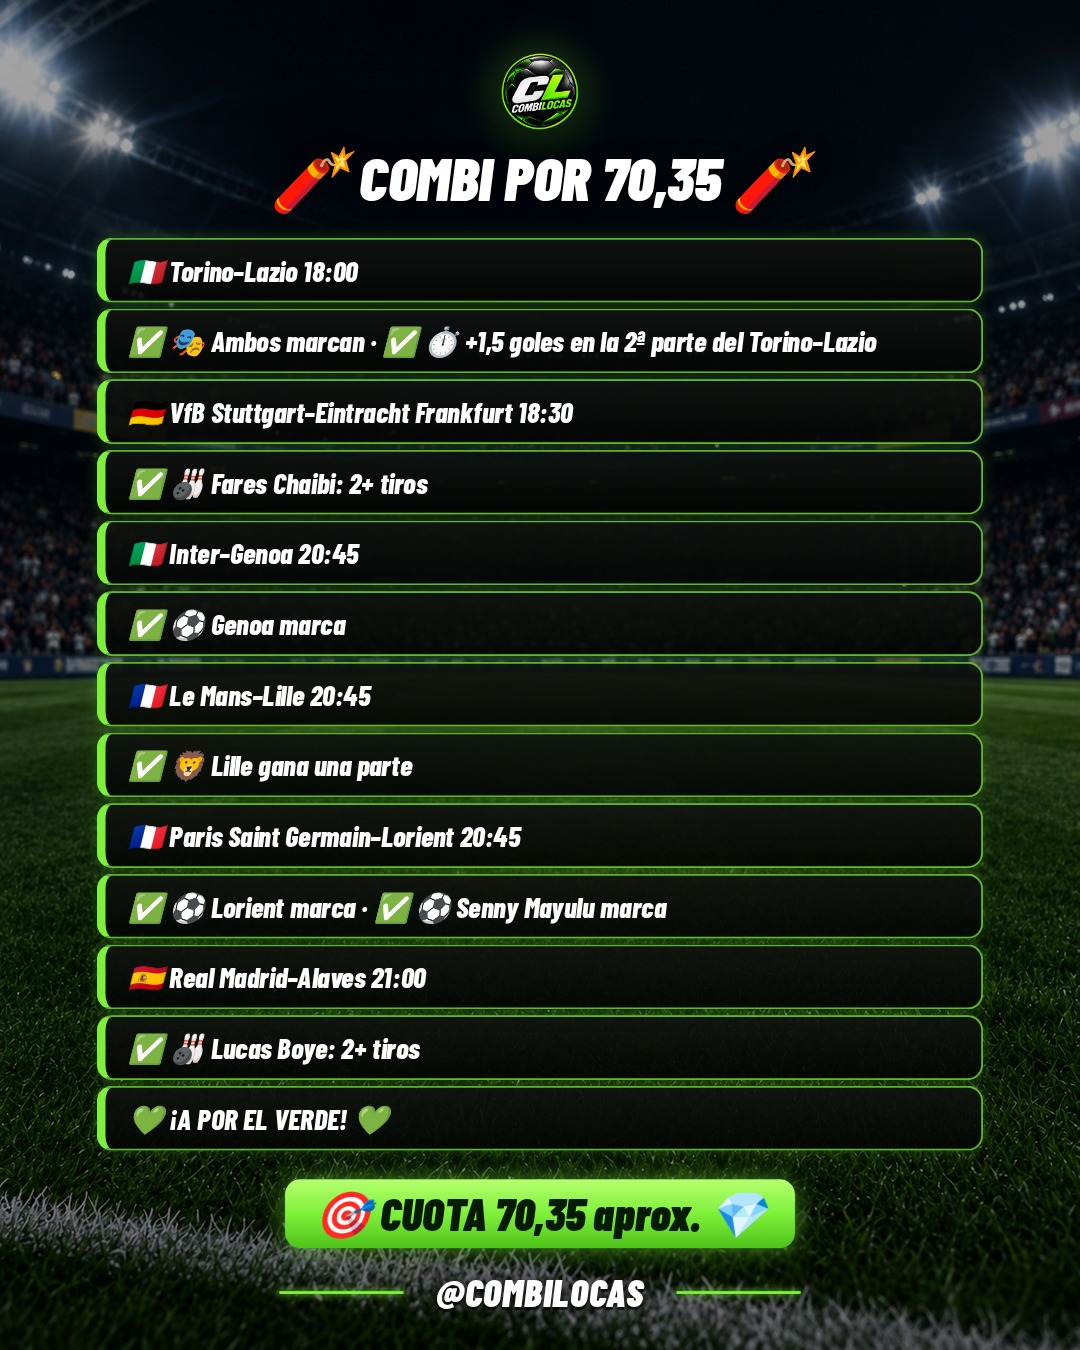 CL
COMBILOCAS
🧨 COMBI POR 70,35 🧨
🇮🇹 Torino-Lazio 18:00
✅ 🎭 Ambos marcan · ✅ ⏱️ +1,5 goles en la 2ª parte del Torino-Lazio
🇩🇪 VfB Stuttgart-Eintracht Frankfurt 18:30
✅ 🎳 Fares Chaibi: 2+ tiros
🇮🇹 Inter-Genoa 20:45
✅ ⚽ Genoa marca
🇫🇷 Le Mans-Lille 20:45
✅ 🦁 Lille gana una parte
🇫🇷 Paris Saint Germain-Lorient 20:45
✅ ⚽ Lorient marca · ✅ ⚽ Senny Mayulu marca
🇪🇸 Real Madrid-Alaves 21:00
✅ 🎳 Lucas Boye: 2+ tiros
💚 ¡A POR EL VERDE! 💚
🎯 CUOTA 70,35 aprox. 💎
@COMBILOCAS